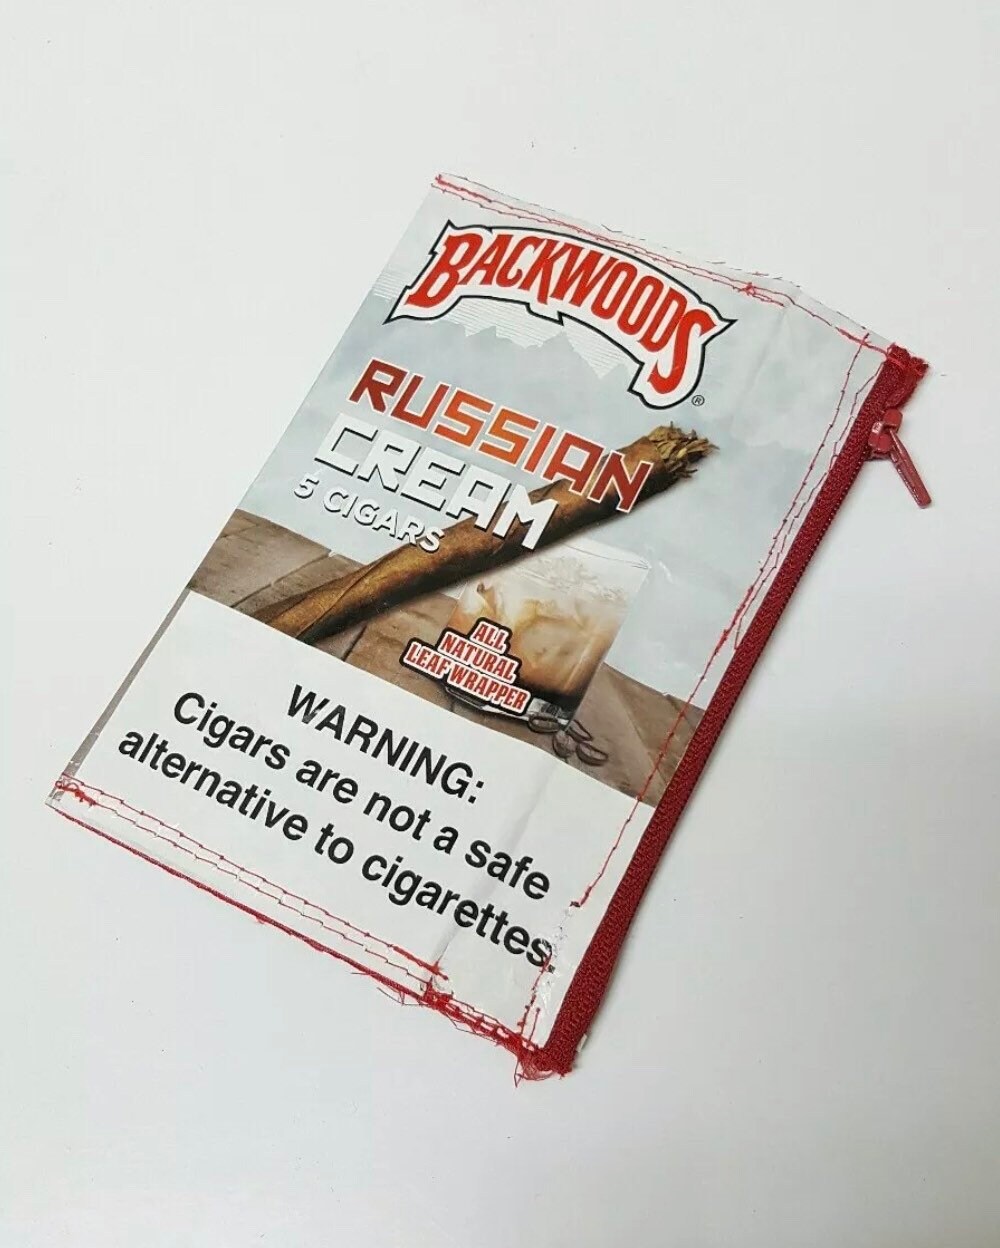 BACKWOODS®
RUSSIAN
CREAM
5 CIGARS
ALL
NATURAL
LEAF WRAPPER
WARNING:
Cigars are not a safe
alternative to cigarettes.